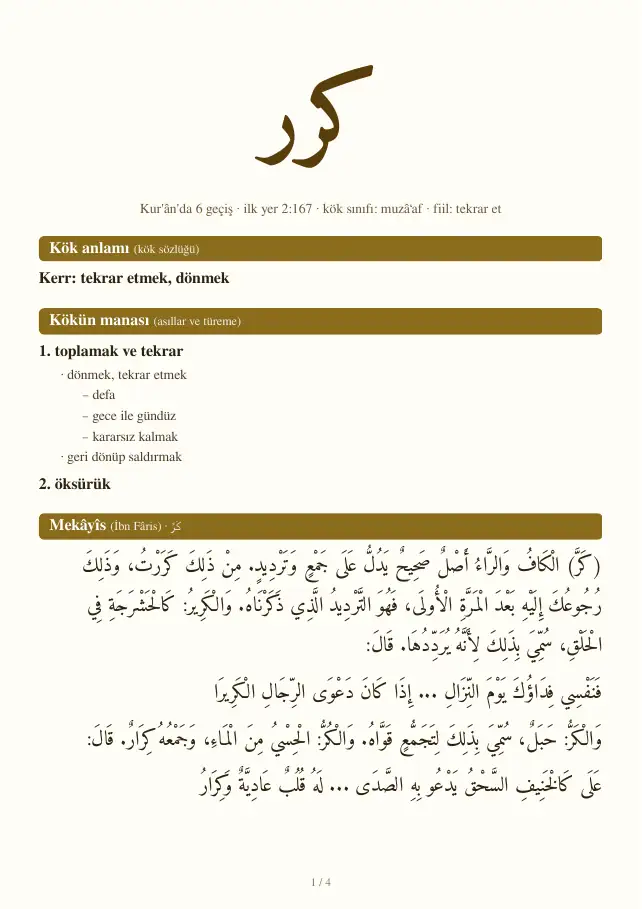 كرر
Kur'ân'da 6 geçiş · ilk yer 2:167 · kök sınıfı: muzâ'af · fiil: tekrar et
Kök anlamı (kök sözlüğü)
Kerr: tekrar etmek, dönmek
Kökün manası (asıllar ve türeme)
1. toplamak ve tekrar
· dönmek, tekrar etmek
– defa
– gece ile gündüz
– kararsız kalmak
· geri dönüp saldırmak
2. öksürük
Mekâyîs (İbn Fâris) · كَرَّ
(كَرَّ) الْكَافُ وَالرَّاءُ أَصْلٌ صَحِيحٌ يَدُلُّ عَلَى جَمْعٍ وَتَرْدِيدٍ. مِنْ ذَلِكَ كَرَرْتُ، وَذَلِكَ
رُجُوعُكَ إِلَيْهِ بَعْدَ الْمَرَّةِ الْأُولَى، فَهُوَ التَّرْدِيدُ الَّذِي ذَكَرْنَاهُ. وَالْكَرِيرُ: كَالْحَشْرَجَةِ فِي
الْحَلْقِ، سُمِّيَ بِذَلِكَ لِأَنَّهُ يُرَدِّدُهَا. قَالَ:
فَنَفْسِي فِدَاؤُكَ يَوْمَ النِّزَالِ ... إِذَا كَانَ دَعْوَى الرِّجَالِ الْكَرِيرَا
وَالْكَرُّ: حَبَلٌ، سُمِّيَ بِذَلِكَ لِتَجَمُّعٍ قَوَّاهُ. وَالْكُرُّ: الْحِسْيُ مِنَ الْمَاءِ، وَجَمْعُهُ كِرَارٌ. قَالَ:
عَلَى كَالْخَنِيفِ السَّحْقُ يَدْعُو بِهِ الصَّدَى ... لَهُ قُلُبٌ عَادِيَّةٌ وَكِرَارُ
1 / 4